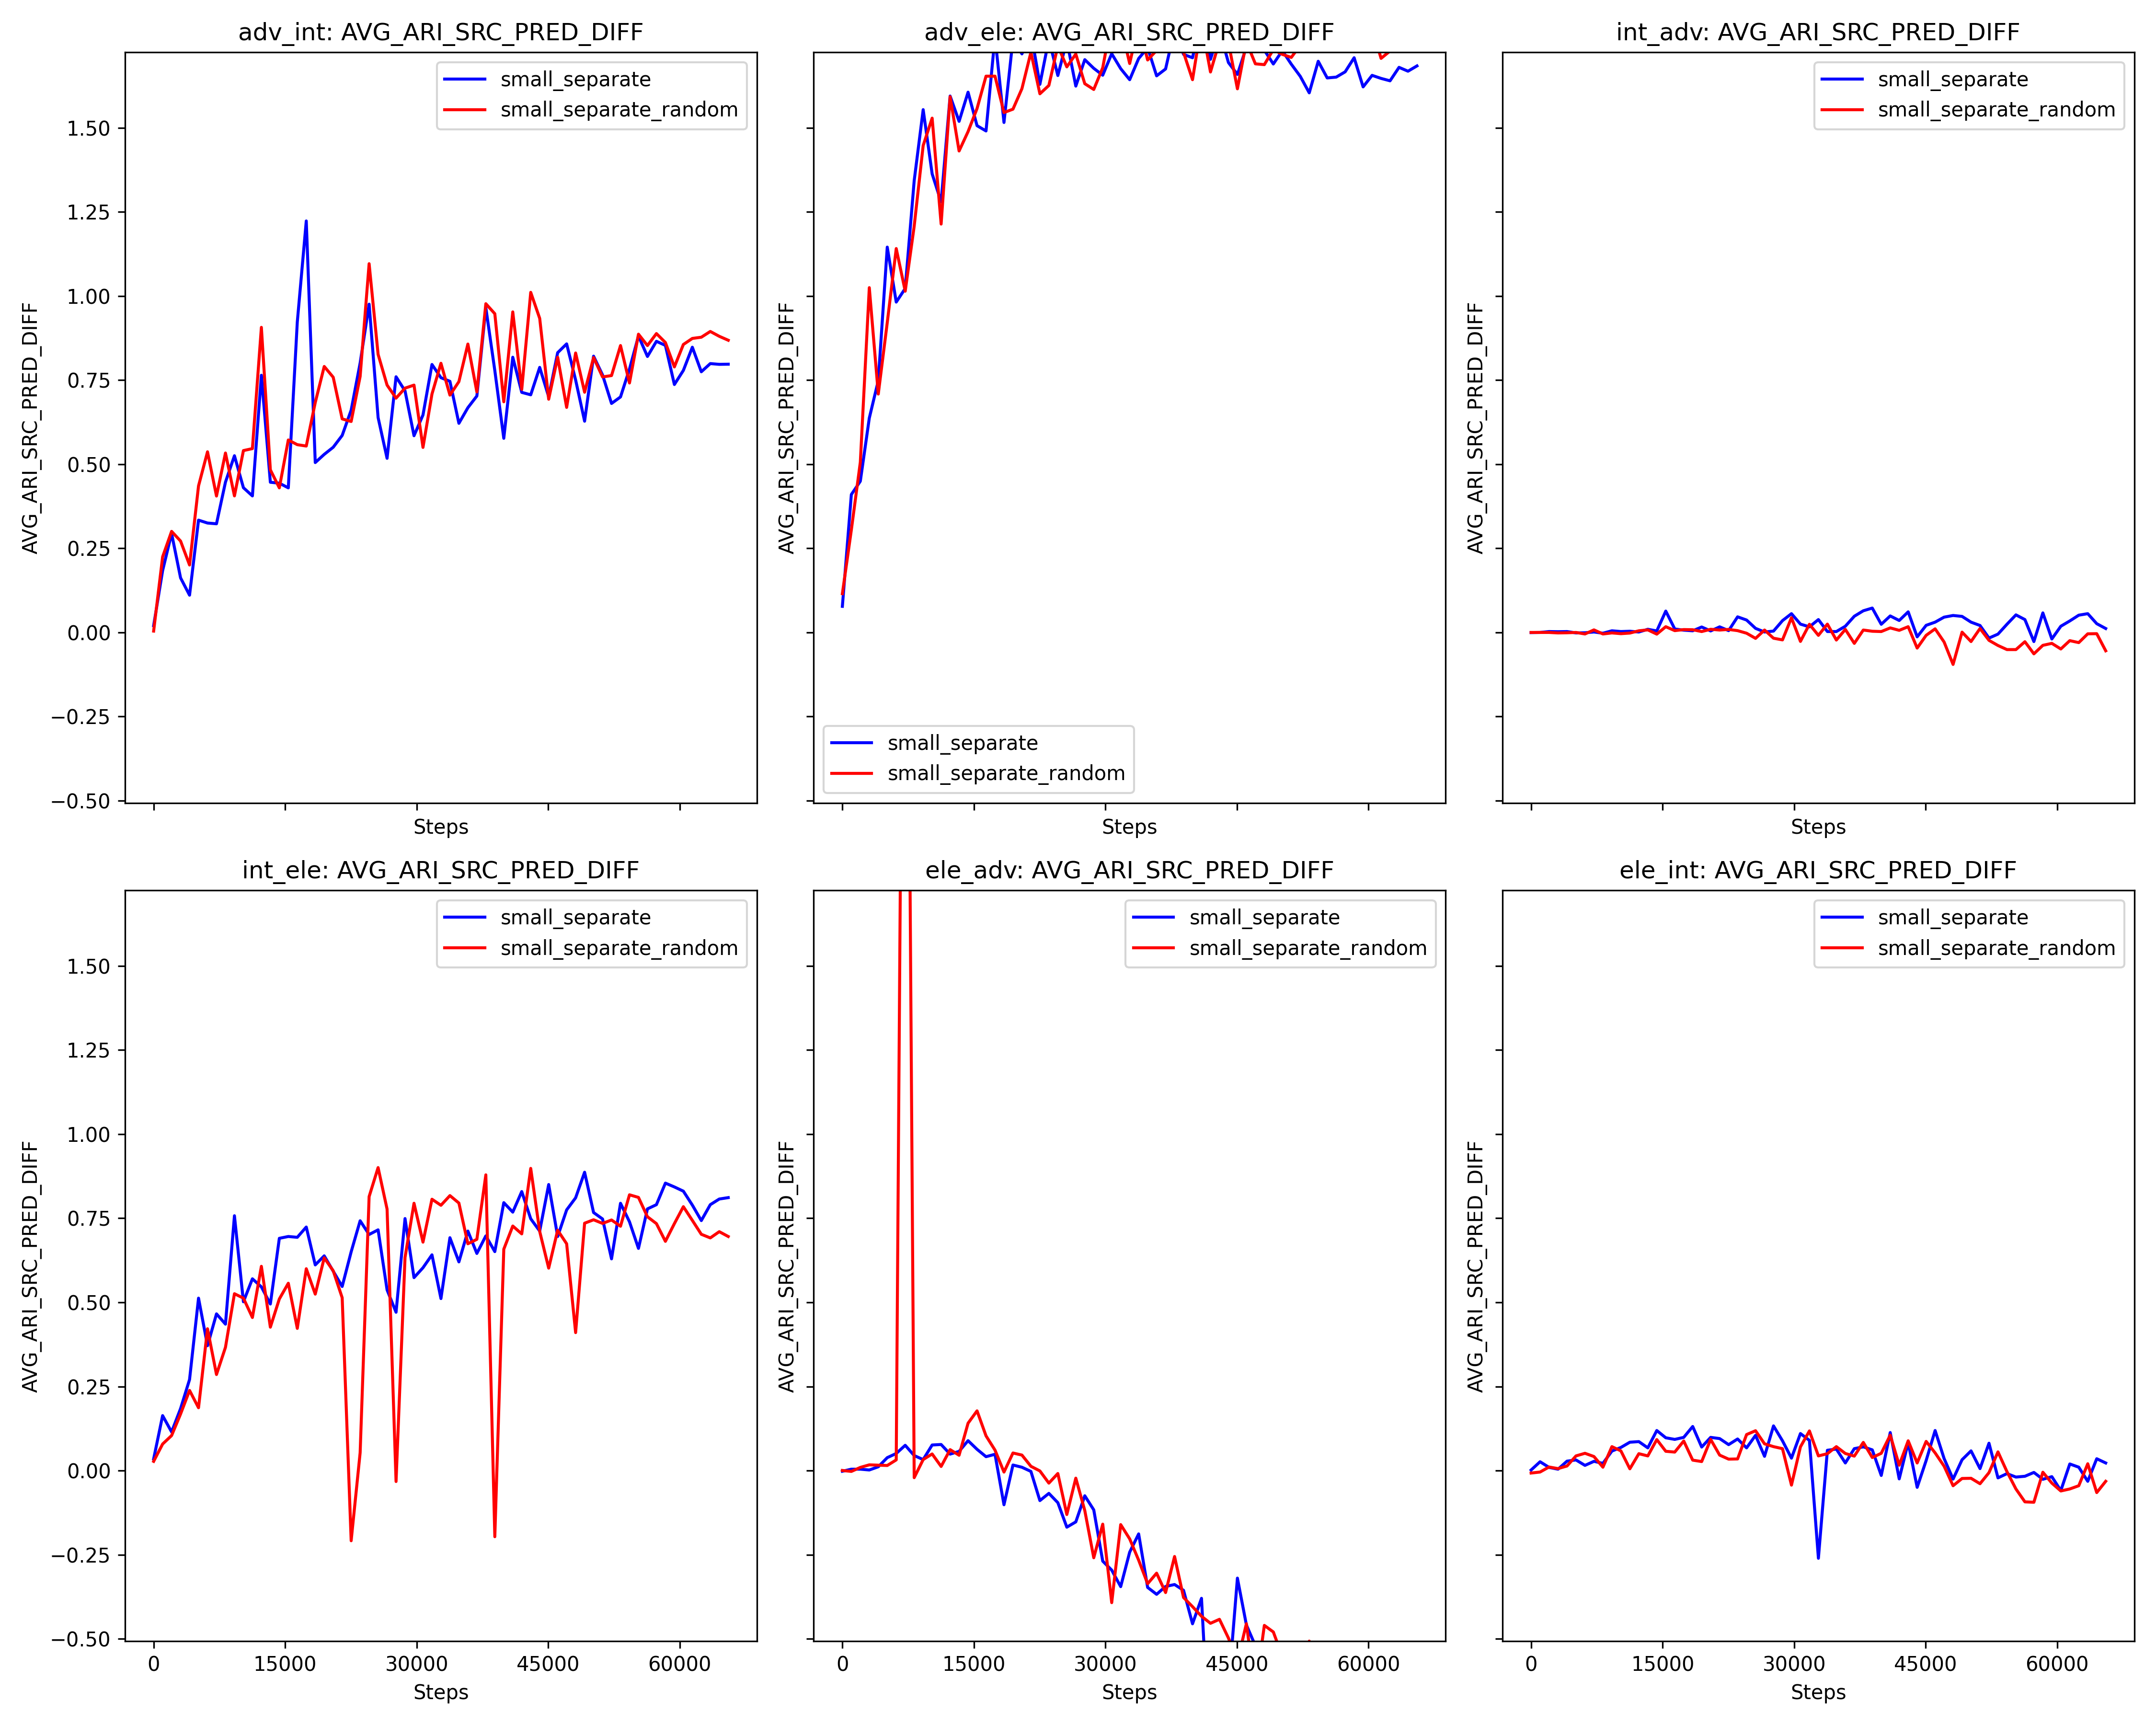 adv_int: AVG_ARI_SRC_PRED_DIFF
adv_ele: AVG_ARI_SRC_PRED_DIFF
int_adv: AVG_ARI_SRC_PRED_DIFF
small_separate
small_separate_random
small_separate
small_separate_random
small_separate
small_separate_random
AVG_ARI_SRC_PRED_DIFF
AVG_ARI_SRC_PRED_DIFF
AVG_ARI_SRC_PRED_DIFF
1.50
1.25
1.00
0.75
0.50
0.25
0.00
−0.25
−0.50
Steps
Steps
Steps
int_ele: AVG_ARI_SRC_PRED_DIFF
ele_adv: AVG_ARI_SRC_PRED_DIFF
ele_int: AVG_ARI_SRC_PRED_DIFF
small_separate
small_separate_random
small_separate
small_separate_random
small_separate
small_separate_random
AVG_ARI_SRC_PRED_DIFF
AVG_ARI_SRC_PRED_DIFF
AVG_ARI_SRC_PRED_DIFF
1.50
1.25
1.00
0.75
0.50
0.25
0.00
−0.25
−0.50
0 15000 30000 45000 60000
0 15000 30000 45000 60000
0 15000 30000 45000 60000
Steps
Steps
Steps